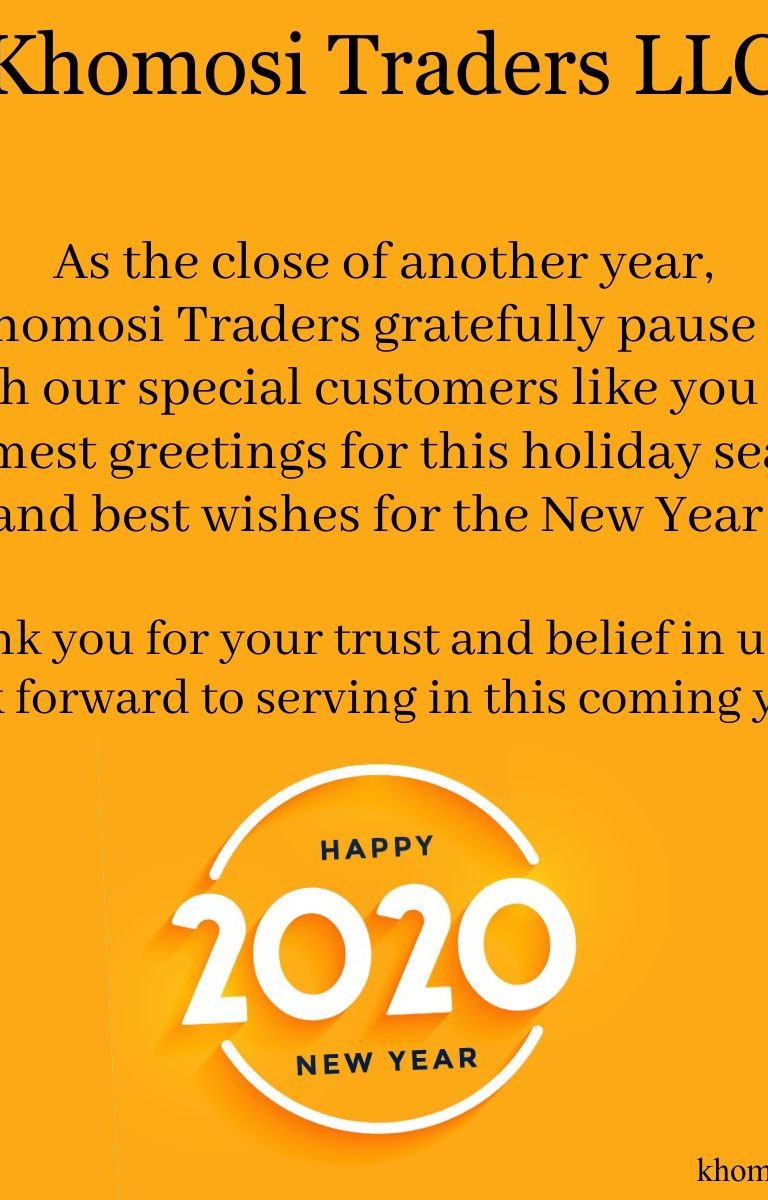 Khomosi Traders LLC
As the close of another year,
homosi Traders gratefully pause
h our special customers like you
mest greetings for this holiday sea
and best wishes for the New Year
nk you for your trust and belief in u
k forward to serving in this coming y
HAPPY
2020
NEW YEAR
khom